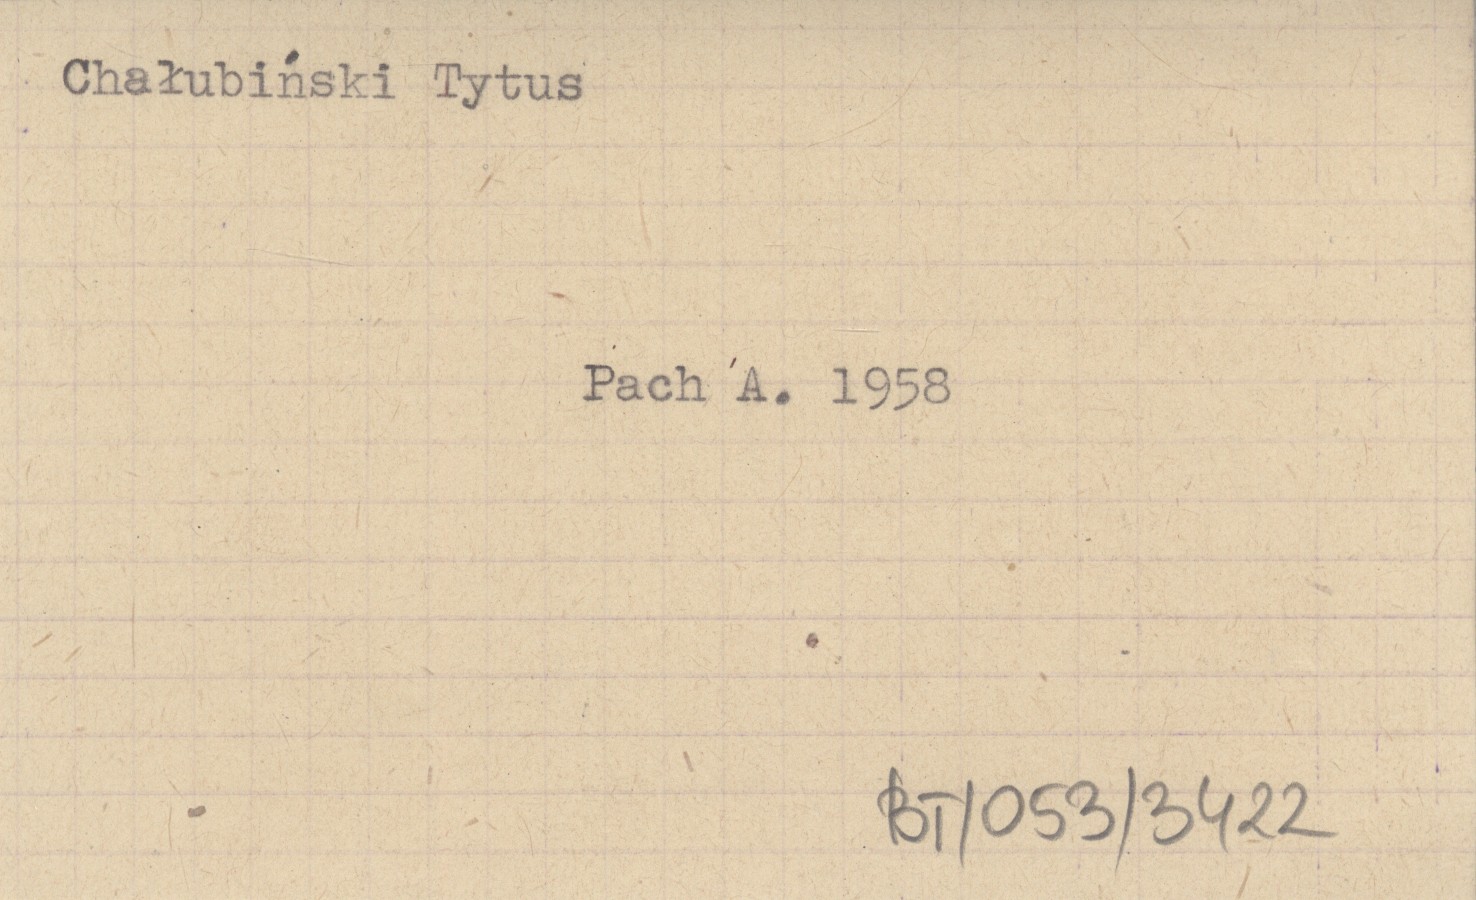 Chałubiński Tytus
Pach A. 1958
BT/053/3422